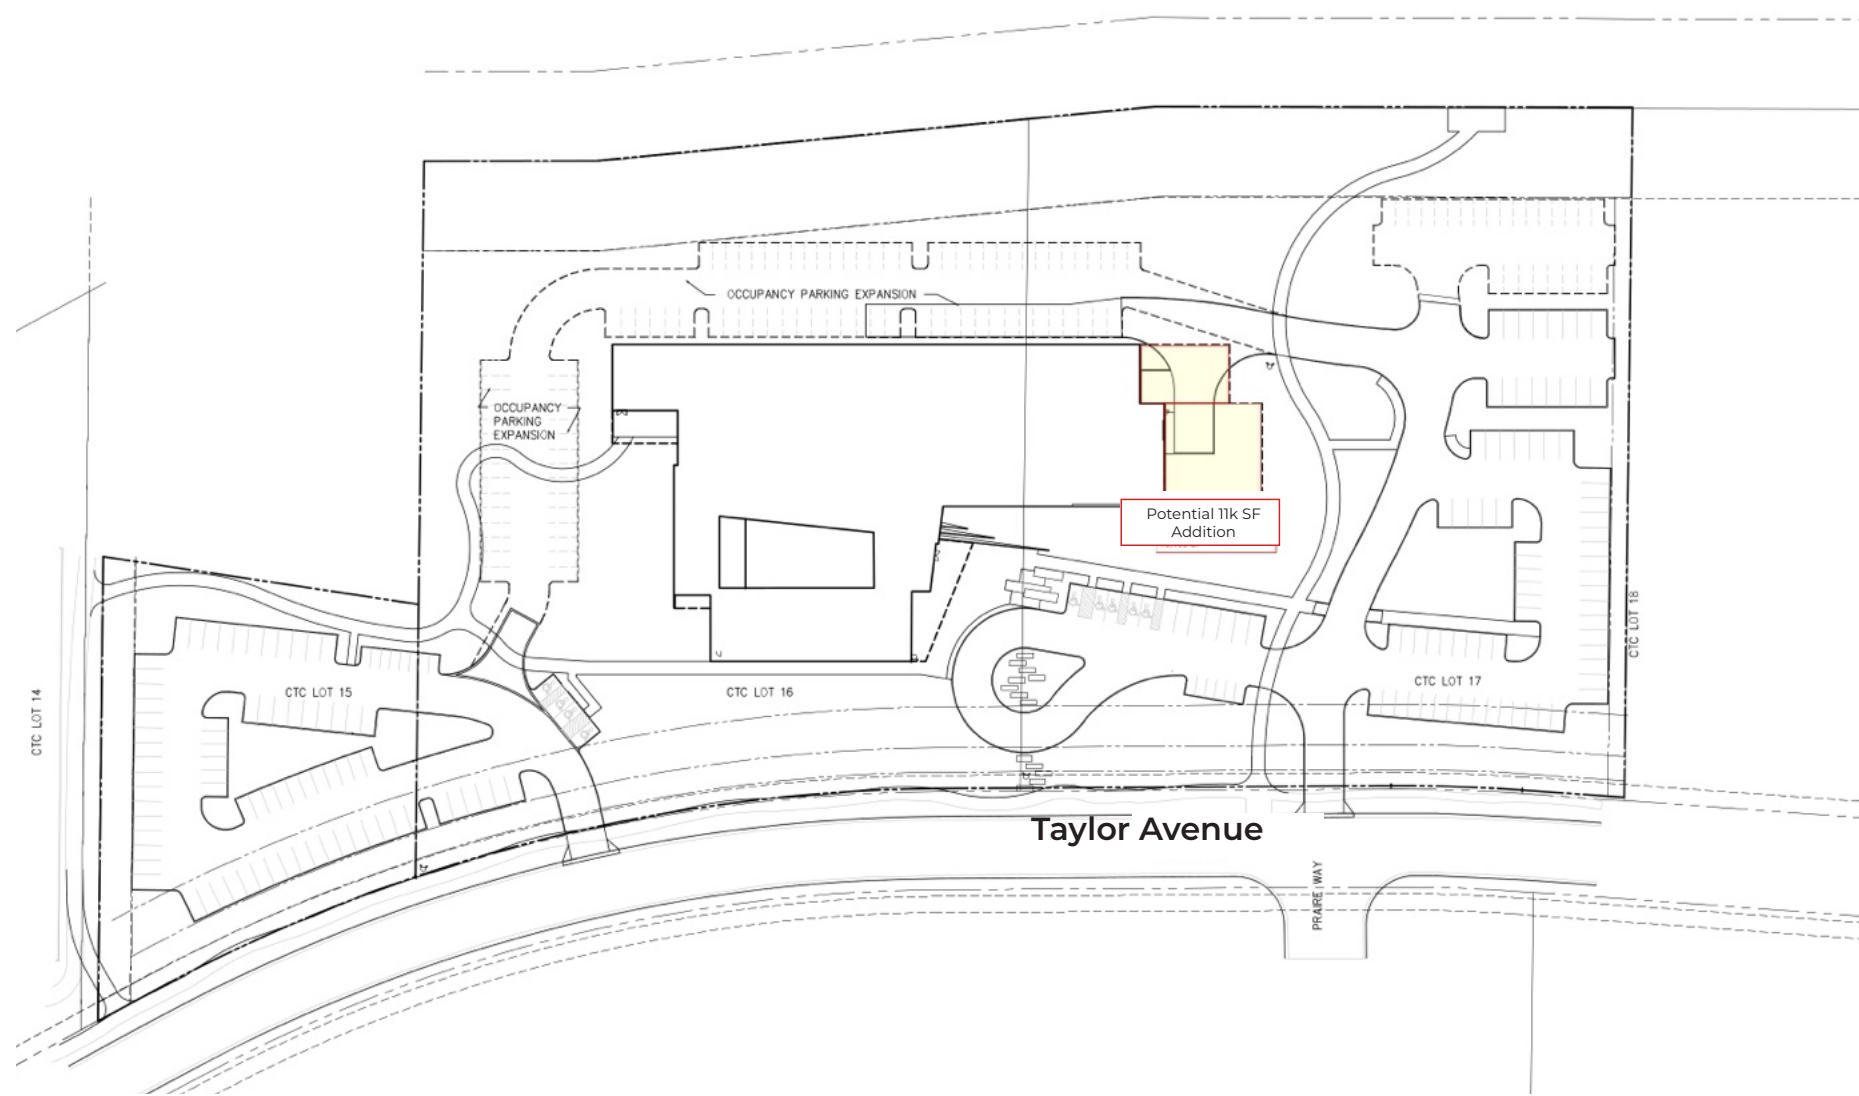 OCCUPANCY PARKING EXPANSION
OCCUPANCY
PARKING
EXPANSION
Potential 11k SF
Addition
CTC LOT 18
CTC LOT 14
CTC LOT 15
CTC LOT 16
CTC LOT 17
Taylor Avenue
PRAIRE WAY